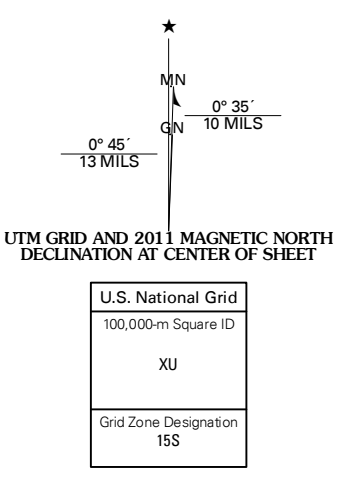 ★
MN
0° 35´
10 MILS
GN
0° 45´
13 MILS
UTM GRID AND 2011 MAGNETIC NORTH
DECLINATION AT CENTER OF SHEET
U.S. National Grid
100,000-m Square ID
XU
Grid Zone Designation
15S